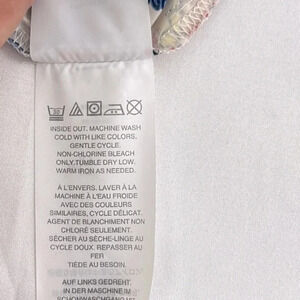 INSIDE OUT. MACHINE WASH
COLD WITH LIKE COLORS,
GENTLE CYCLE.
NON-CHLORINE BLEACH
ONLY.TUMBLE DRY LOW.
WARM IRON AS NEEDED.
A L'ENVERS. LAVER À LA
MACHINE À L'EAU FROIDE
AVEC DES COULEURS
SIMILAIRES, CYCLE DÉLICAT.
AGENT DE BLANCHIMENT NON
CHLORÉ SEULEMENT.
SÉCHER AU SÈCHE-LINGE AU
CYCLE DOUX. REPASSER AU
FER
TIÈDE AU BESOIN.
AUF LINKS GEDREHT
IN DER MASCHINE IM
SCHONWASCHGANG